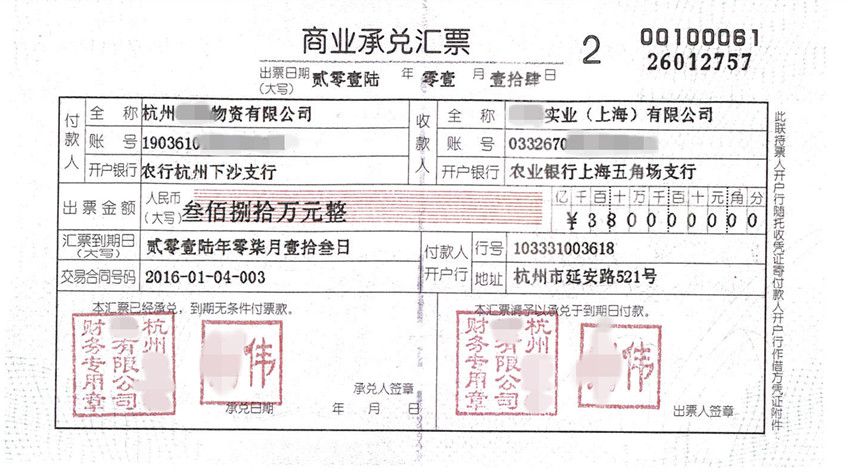 商业承兑汇票 2 00100061
26012757
出票日期(大写) 贰零壹陆 年 零壹 月 壹拾肆 日
付款人 全称 杭州 物资有限公司 收款人 全称 实业（上海）有限公司
账号 1903610 账号 0332670
开户银行 农行杭州下沙支行 开户银行 农业银行上海五角场支行
出票金额 人民币(大写) 叁佰捌拾万元整 亿千百十万千百十元角分
¥380000000
汇票到期日(大写) 贰零壹陆年零柒月壹拾叁日 付款人开户行 行号 103331003618
交易合同号码 2016-01-04-003 地址 杭州市延安路521号
本汇票已经承兑，到期无条件付票款。 本汇票请予以承兑于到期日付款。
杭州 有限公司财务专用章 伟 杭州 有限公司财务专用章 伟
承兑人签章
承兑日期 年 月 日 出票人签章
此联持票人开户行随托收凭证寄付款人开户行作借方凭证附件